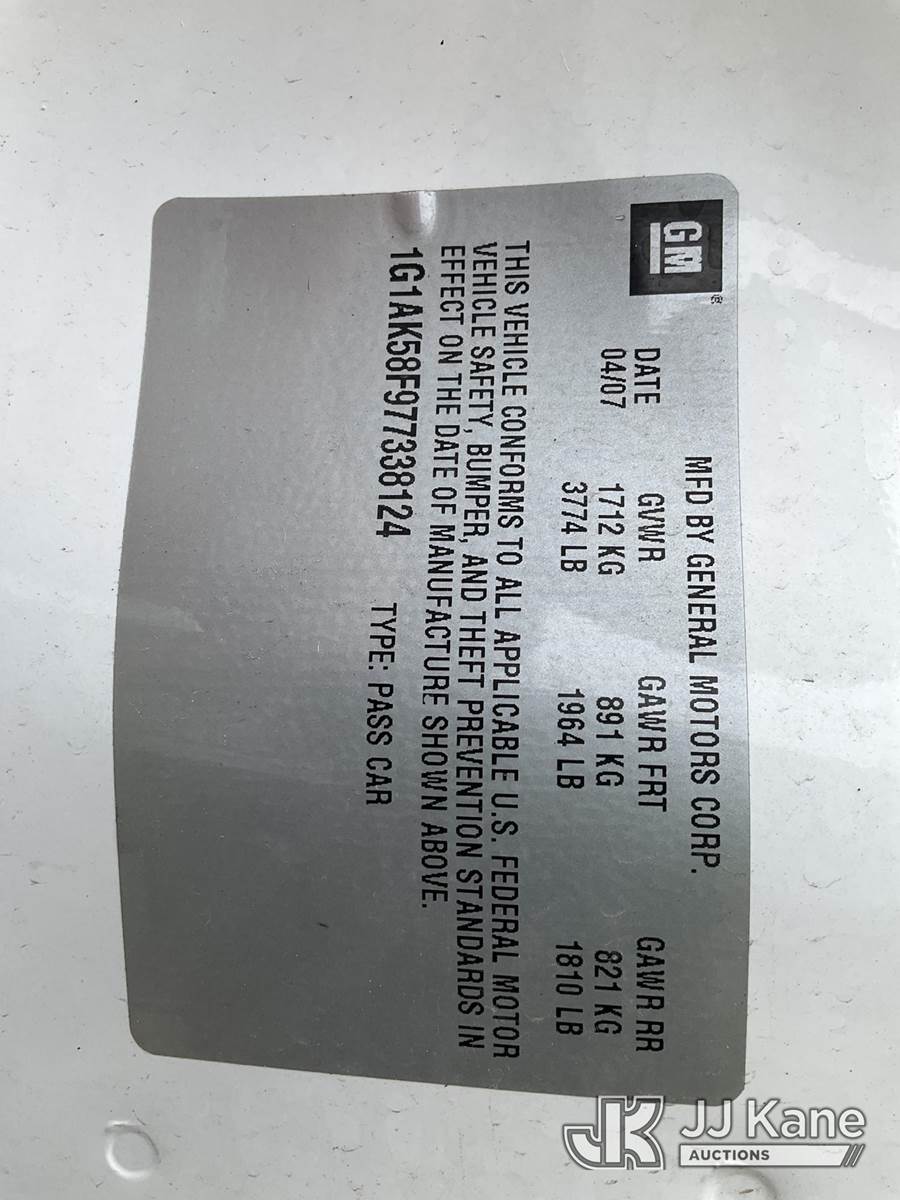 GM®
MFD BY GENERAL MOTORS CORP.
DATE GVWR GAWR FRT GAWR RR
04/07 1712 KG 891 KG 821 KG
3774 LB 1964 LB 1810 LB
THIS VEHICLE CONFORMS TO ALL APPLICABLE U.S. FEDERAL MOTOR
VEHICLE SAFETY, BUMPER, AND THEFT PREVENTION STANDARDS IN
EFFECT ON THE DATE OF MANUFACTURE SHOWN ABOVE.
1G1AK58F977338124 TYPE: PASS CAR
JK JJ Kane
AUCTIONS